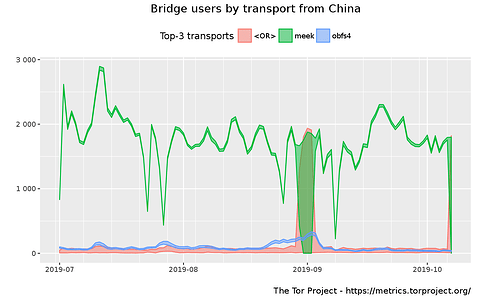 Bridge users by transport from China
Top-3 transports <OR> meek obfs4
3 000
2 000
1 000
0
2019-07 2019-08 2019-09 2019-10
The Tor Project - https://metrics.torproject.org/